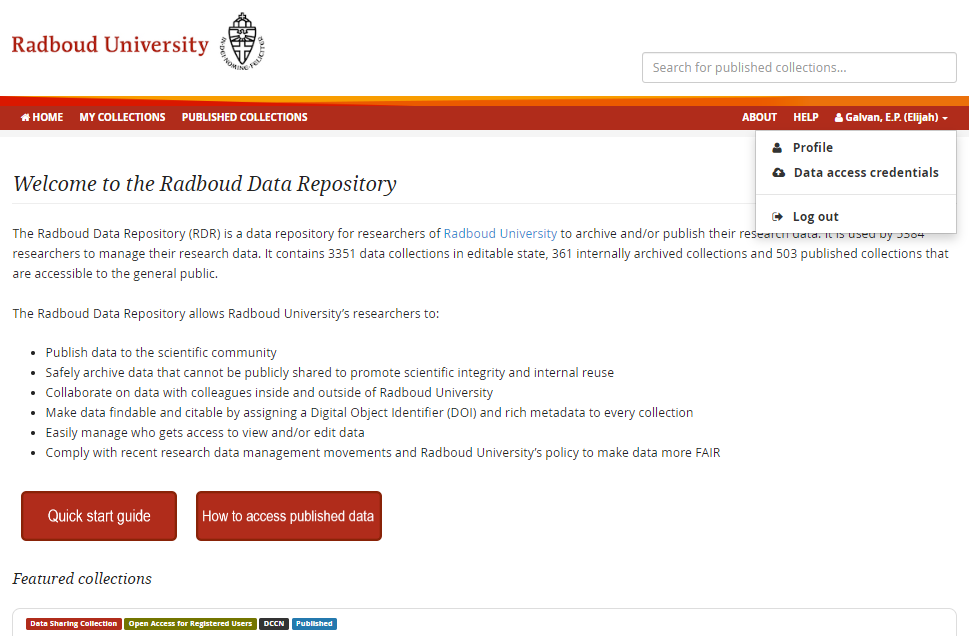 Radboud University
IN DEI NOMINE FELICITER
Search for published collections...
HOME MY COLLECTIONS PUBLISHED COLLECTIONS ABOUT HELP Galvan, E.P. (Elijah)
Profile
Data access credentials
Log out
Welcome to the Radboud Data Repository
The Radboud Data Repository (RDR) is a data repository for researchers of Radboud University to archive and/or publish their research data. It is used by 5384
researchers to manage their research data. It contains 3351 data collections in editable state, 361 internally archived collections and 503 published collections that
are accessible to the general public.
The Radboud Data Repository allows Radboud University's researchers to:
• Publish data to the scientific community
• Safely archive data that cannot be publicly shared to promote scientific integrity and internal reuse
• Collaborate on data with colleagues inside and outside of Radboud University
• Make data findable and citable by assigning a Digital Object Identifier (DOI) and rich metadata to every collection
• Easily manage who gets access to view and/or edit data
• Comply with recent research data management movements and Radboud University's policy to make data more FAIR
Quick start guide How to access published data
Featured collections
Data Sharing Collection Open Access for Registered Users DCCN Published